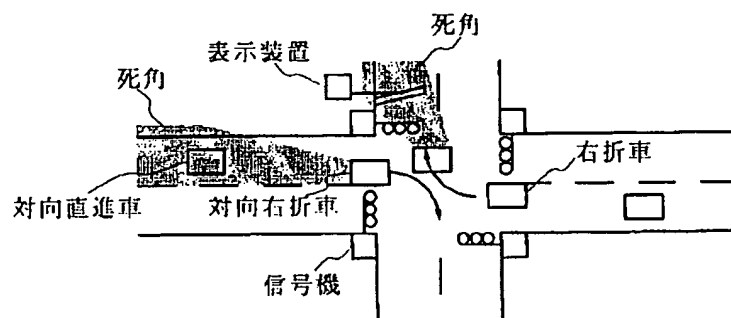 死角
表示装置
死角
右折車
対向直進車
対向右折車
信号機